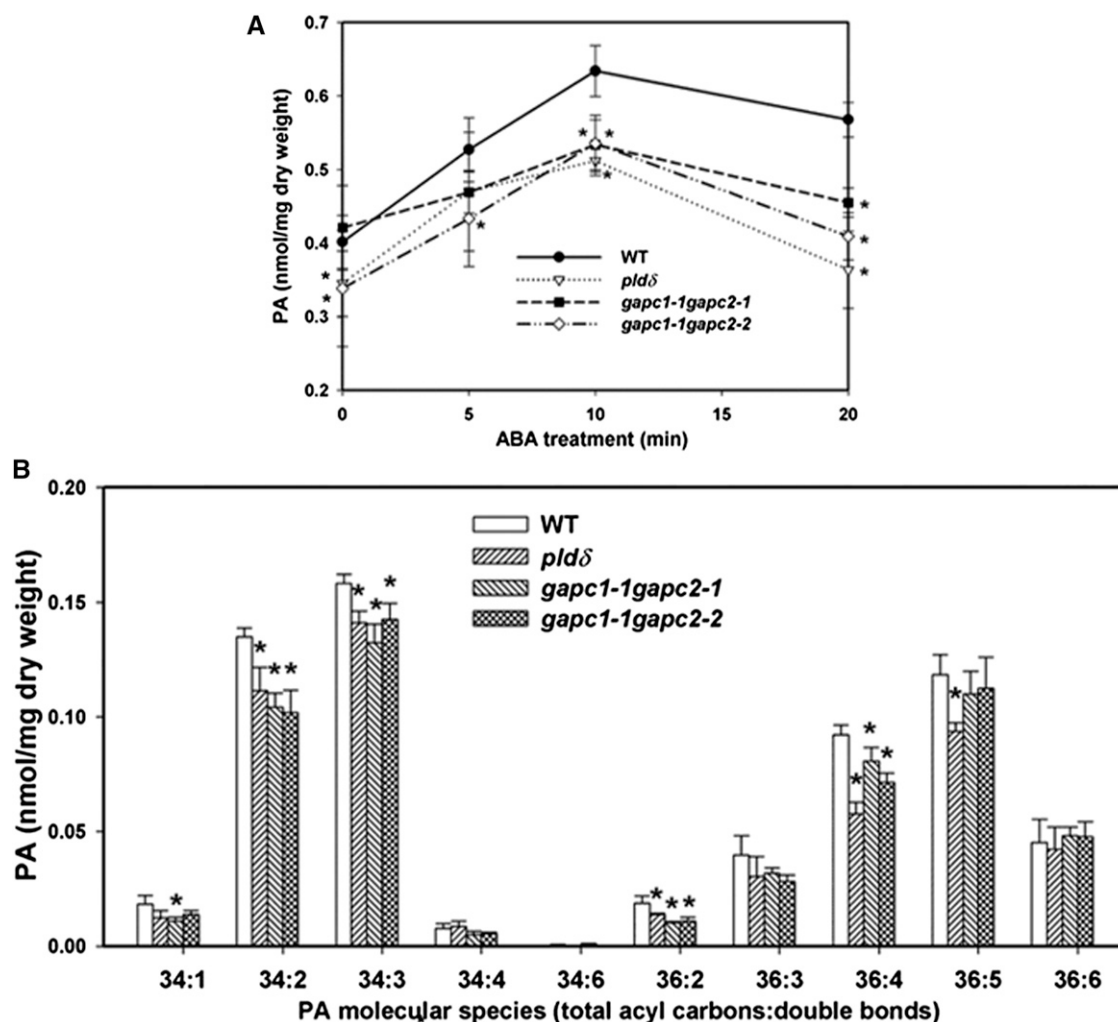 A
0.7
0.6
0.5
0.4
0.3
0.2
PA (nmol/mg dry weight)
* * * * * * * * *
WT
pldδ
gapc1-1gapc2-1
gapc1-1gapc2-2
0 5 10 15 20
ABA treatment (min)
B
0.20
0.15
0.10
0.05
0.00
PA (nmol/mg dry weight)
WT
pldδ
gapc1-1gapc2-1
gapc1-1gapc2-2
* * * * * * * * * * * * * *
34:1 34:2 34:3 34:4 34:6 36:2 36:3 36:4 36:5 36:6
PA molecular species (total acyl carbons:double bonds)